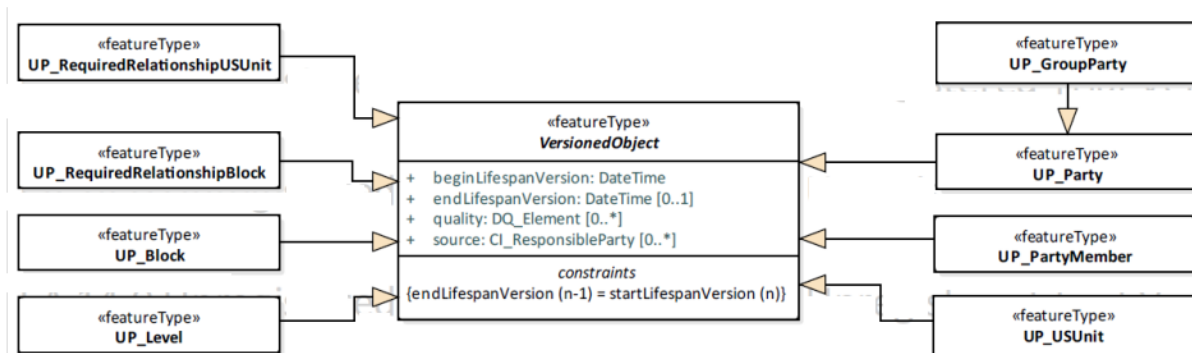 «featureType»
UP_RequiredRelationshipUSUnit
«featureType»
UP_RequiredRelationshipBlock
«featureType»
UP_Block
«featureType»
UP_Level
«featureType»
VersionedObject
+ beginLifespanVersion: DateTime
+ endLifespanVersion: DateTime [0..1]
+ quality: DQ_Element [0..*]
+ source: CI_ResponsibleParty [0..*]
constraints
{endLifespanVersion (n-1) = startLifespanVersion (n)}
«featureType»
UP_GroupParty
«featureType»
UP_Party
«featureType»
UP_PartyMember
«featureType»
UP_USUnit